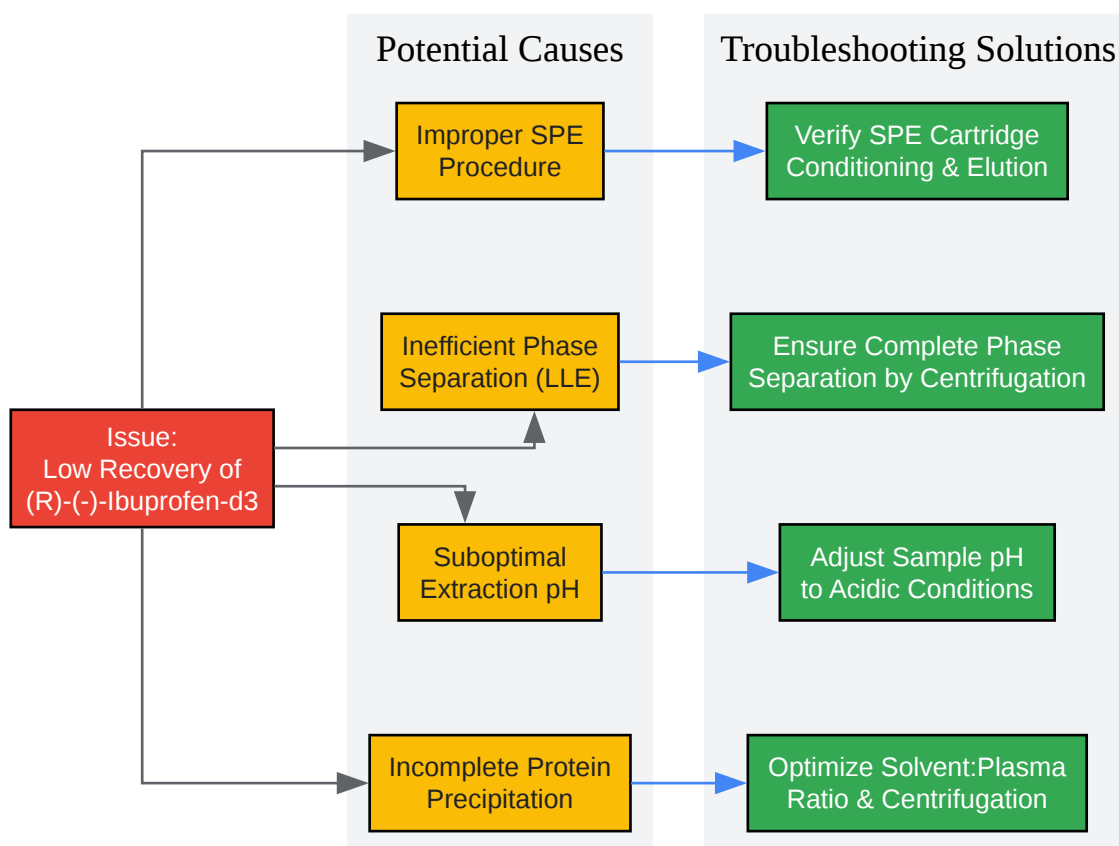 Potential Causes
Troubleshooting Solutions
Improper SPE
Procedure
Verify SPE Cartridge
Conditioning & Elution
Inefficient Phase
Separation (LLE)
Ensure Complete Phase
Separation by Centrifugation
Issue:
Low Recovery of
(R)-(-)-Ibuprofen-d3
Suboptimal
Extraction pH
Adjust Sample pH
to Acidic Conditions
Incomplete Protein
Precipitation
Optimize Solvent:Plasma
Ratio & Centrifugation